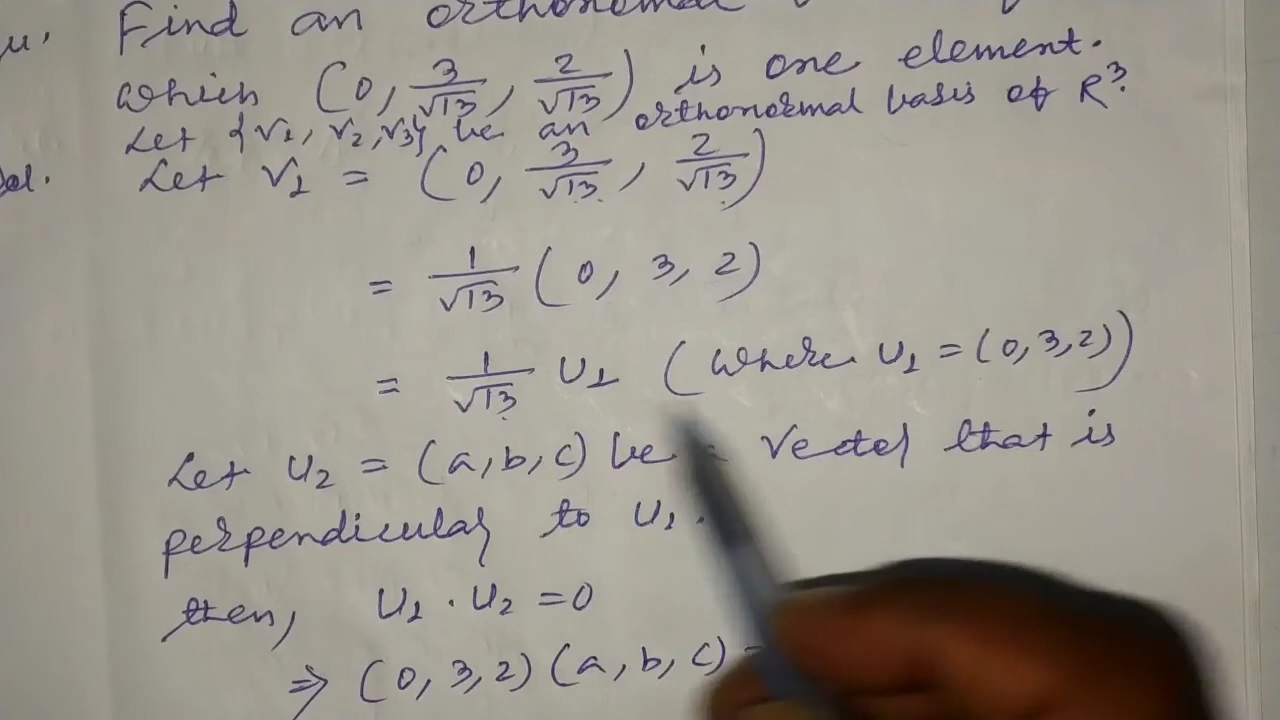 Find an orthonormal
which (0, 3/√13, 2/√13) is one element.
Let {v1, v2, v3} be an orthonormal basis of R³.
Sol. Let v1 = (0, 3/√13, 2/√13)
= 1/√13 (0, 3, 2)
= 1/√13 u1 (where u1 = (0,3,2))
Let u2 = (a,b,c) be vector that is
perpendicular to u1.
then, u1 . u2 = 0
⇒ (0, 3, 2) (a, b, c)